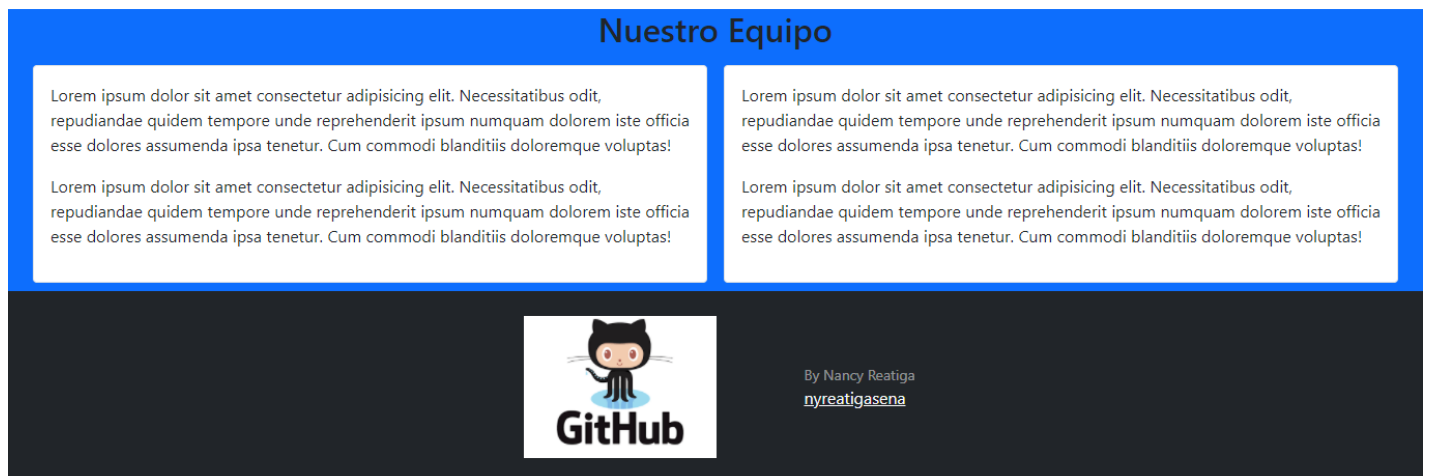 Nuestro Equipo
Lorem ipsum dolor sit amet consectetur adipisicing elit. Necessitatibus odit,
repudiandae quidem tempore unde reprehenderit ipsum numquam dolorem iste officia
esse dolores assumenda ipsa tenetur. Cum commodi blanditiis doloremque voluptas!
Lorem ipsum dolor sit amet consectetur adipisicing elit. Necessitatibus odit,
repudiandae quidem tempore unde reprehenderit ipsum numquam dolorem iste officia
esse dolores assumenda ipsa tenetur. Cum commodi blanditiis doloremque voluptas!
Lorem ipsum dolor sit amet consectetur adipisicing elit. Necessitatibus odit,
repudiandae quidem tempore unde reprehenderit ipsum numquam dolorem iste officia
esse dolores assumenda ipsa tenetur. Cum commodi blanditiis doloremque voluptas!
Lorem ipsum dolor sit amet consectetur adipisicing elit. Necessitatibus odit,
repudiandae quidem tempore unde reprehenderit ipsum numquam dolorem iste officia
esse dolores assumenda ipsa tenetur. Cum commodi blanditiis doloremque voluptas!
GitHub
By Nancy Reatiga
nyreatigasena